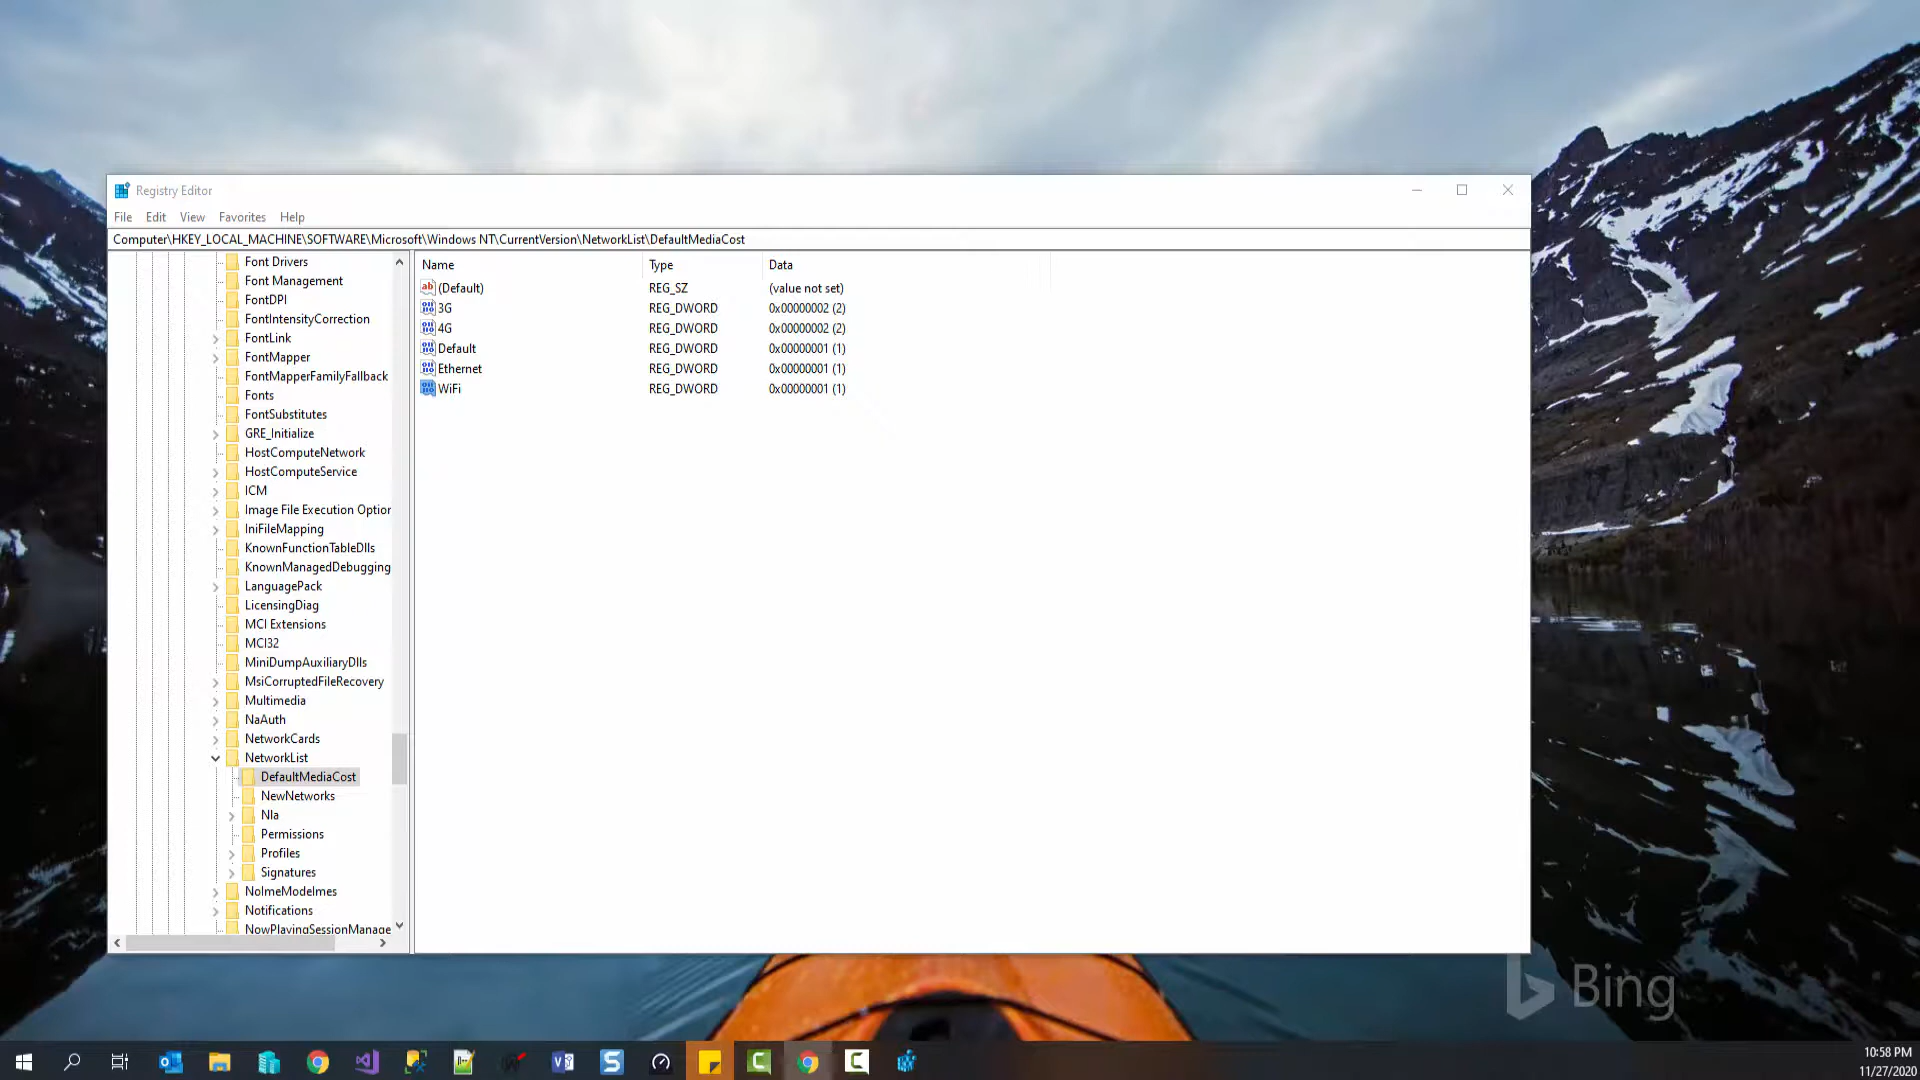 Registry Editor
File Edit View Favorites Help
Computer\HKEY_LOCAL_MACHINE\SOFTWARE\Microsoft\Windows NT\CurrentVersion\NetworkList\DefaultMediaCost
Font Drivers
Font Management
FontDPI
FontIntensityCorrection
FontLink
FontMapper
FontMapperFamilyFallback
Fonts
FontSubstitutes
GRE_Initialize
HostComputeNetwork
HostComputeService
ICM
Image File Execution Option
IniFileMapping
KnownFunctionTableDlls
KnownManagedDebugging
LanguagePack
LicensingDiag
MCI Extensions
MCI32
MiniDumpAuxiliaryDlls
MsiCorruptedFileRecovery
Multimedia
NaAuth
NetworkCards
NetworkList
DefaultMediaCost
NewNetworks
Nla
Permissions
Profiles
Signatures
NoImeModeImes
Notifications
NowPlayingSessionManage
Name Type Data
(Default) REG_SZ (value not set)
3G REG_DWORD 0x00000002 (2)
4G REG_DWORD 0x00000002 (2)
Default REG_DWORD 0x00000001 (1)
Ethernet REG_DWORD 0x00000001 (1)
WiFi REG_DWORD 0x00000001 (1)
Bing
10:58 PM
11/27/2020